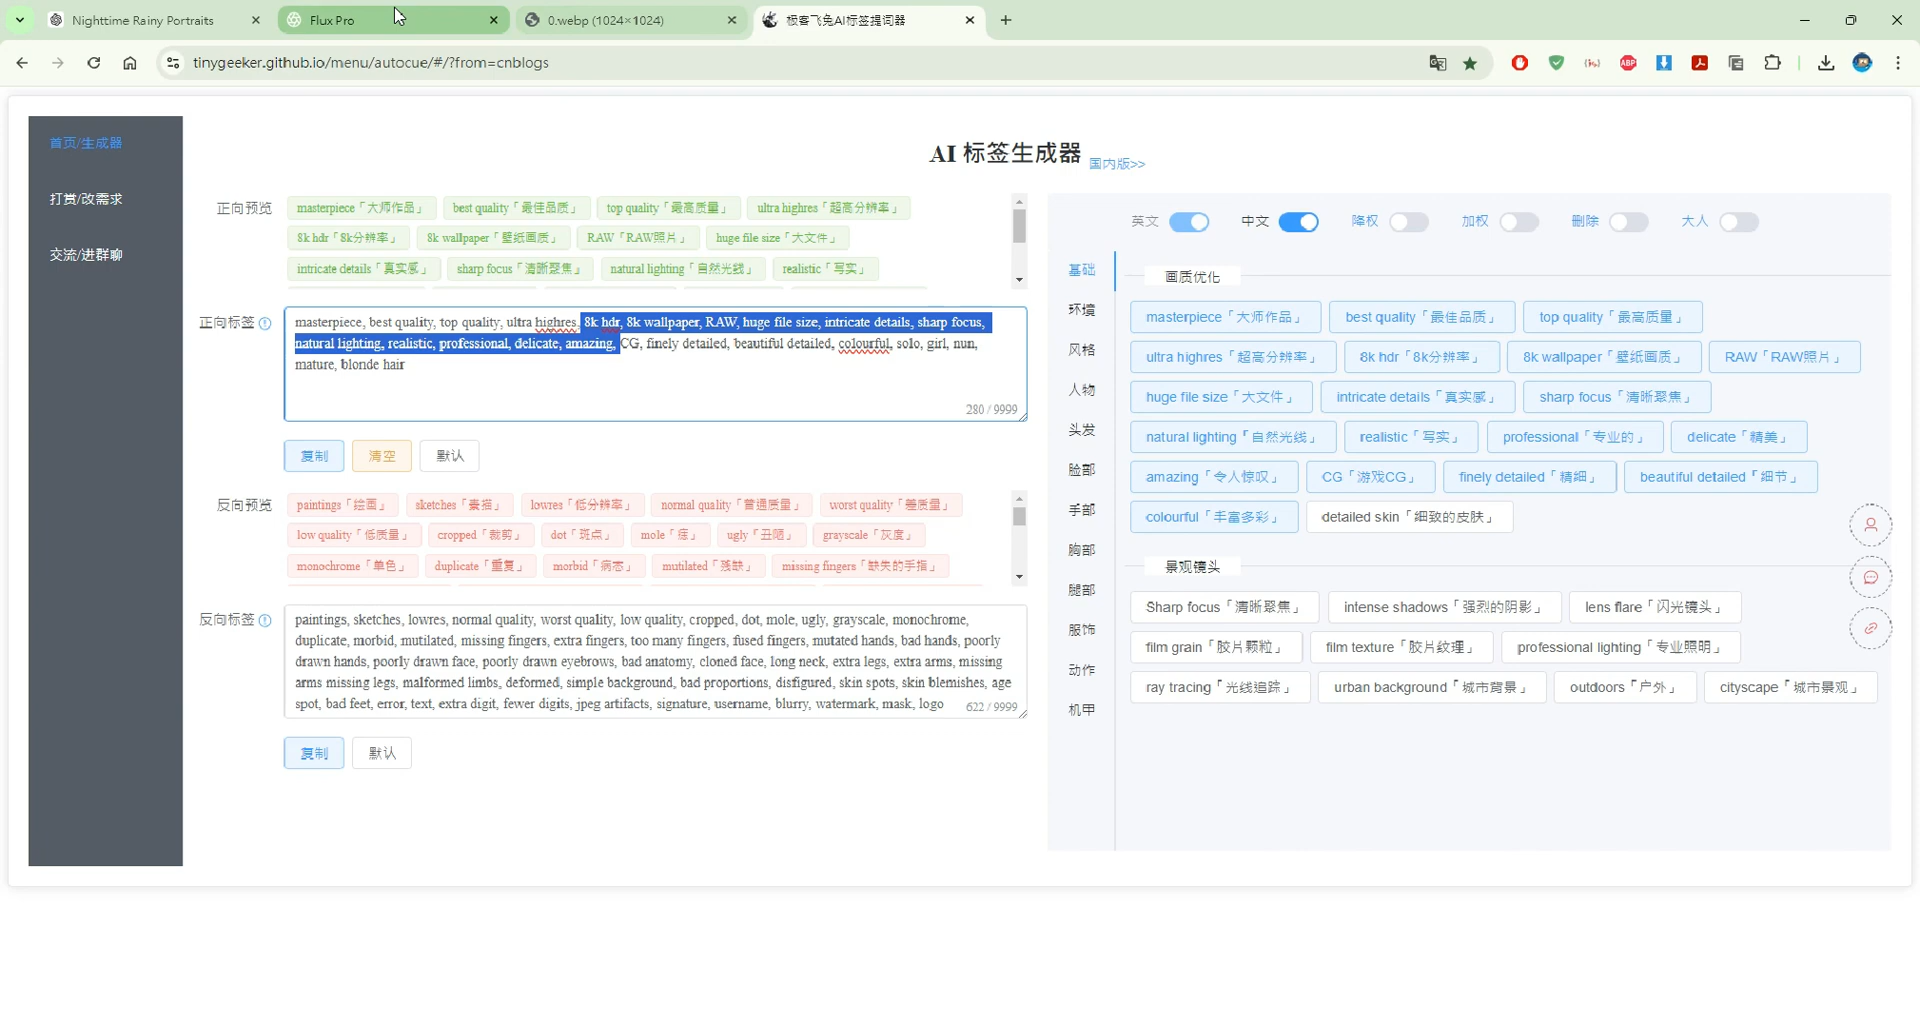 Nighttime Rainy Portraits
Flux Pro
0.webp (1024×1024)
极客飞兔AI标签提词器
tinygeeker.github.io/menu/autocue/#/?from=cnblogs
ABP
首页/生成器
打赏/改需求
交流/进群聊
AI 标签生成器 国内版>>
正向预览
masterpiece「大师作品」 best quality「最佳品质」 top quality「最高质量」 ultra highres「超高分辨率」
8k hdr「8k分辨率」 8k wallpaper「壁纸画质」 RAW「RAW照片」 huge file size「大文件」
intricate details「真实感」 sharp focus「清晰聚焦」 natural lighting「自然光线」 realistic「写实」
正向标签
masterpiece, best quality, top quality, ultra highres, 8k hdr, 8k wallpaper, RAW, huge file size, intricate details, sharp focus,
natural lighting, realistic, professional, delicate, amazing, CG, finely detailed, beautiful detailed, colourful, solo, girl, nun,
mature, blonde hair
280 / 9999
复制 清空 默认
反向预览
paintings「绘画」 sketches「素描」 lowres「低分辨率」 normal quality「普通质量」 worst quality「差质量」
low quality「低质量」 cropped「裁剪」 dot「斑点」 mole「痣」 ugly「丑陋」 grayscale「灰度」
monochrome「单色」 duplicate「重复」 morbid「病态」 mutilated「残缺」 missing fingers「缺失的手指」
反向标签
paintings, sketches, lowres, normal quality, worst quality, low quality, cropped, dot, mole, ugly, grayscale, monochrome,
duplicate, morbid, mutilated, missing fingers, extra fingers, too many fingers, fused fingers, mutated hands, bad hands, poorly
drawn hands, poorly drawn face, poorly drawn eyebrows, bad anatomy, cloned face, long neck, extra legs, extra arms, missing
arms missing legs, malformed limbs, deformed, simple background, bad proportions, disfigured, skin spots, skin blemishes, age
spot, bad feet, error, text, extra digit, fewer digits, jpeg artifacts, signature, username, blurry, watermark, mask, logo
622 / 9999
复制 默认
英文 中文 降权 加权 删除 大人
基础
环境
风格
人物
头发
脸部
手部
胸部
腿部
服饰
动作
机甲
画质优化
masterpiece「大师作品」 best quality「最佳品质」 top quality「最高质量」
ultra highres「超高分辨率」 8k hdr「8k分辨率」 8k wallpaper「壁纸画质」 RAW「RAW照片」
huge file size「大文件」 intricate details「真实感」 sharp focus「清晰聚焦」
natural lighting「自然光线」 realistic「写实」 professional「专业的」 delicate「精美」
amazing「令人惊叹」 CG「游戏CG」 finely detailed「精细」 beautiful detailed「细节」
colourful「丰富多彩」 detailed skin「细致的皮肤」
景观镜头
Sharp focus「清晰聚焦」 intense shadows「强烈的阴影」 lens flare「闪光镜头」
film grain「胶片颗粒」 film texture「胶片纹理」 professional lighting「专业照明」
ray tracing「光线追踪」 urban background「城市背景」 outdoors「户外」 cityscape「城市景观」